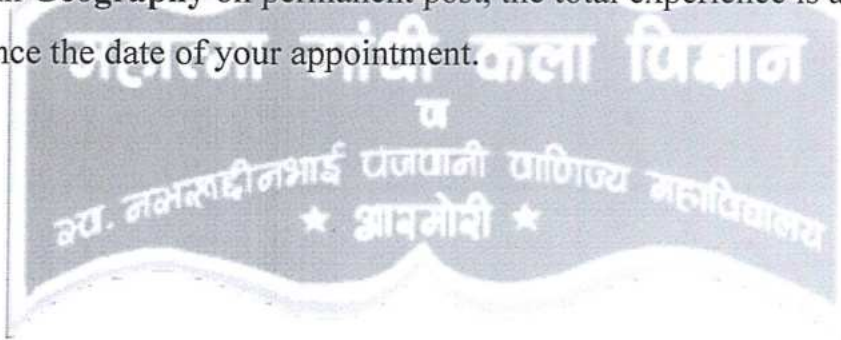 in Geography on permanent post, the total experience is a
nce the date of your appointment.
महात्मा गांधी कला विज्ञान
व
स्व. नसरुद्दीनभाई पंजवानी वाणिज्य महाविद्यालय
★ आरमोरी ★